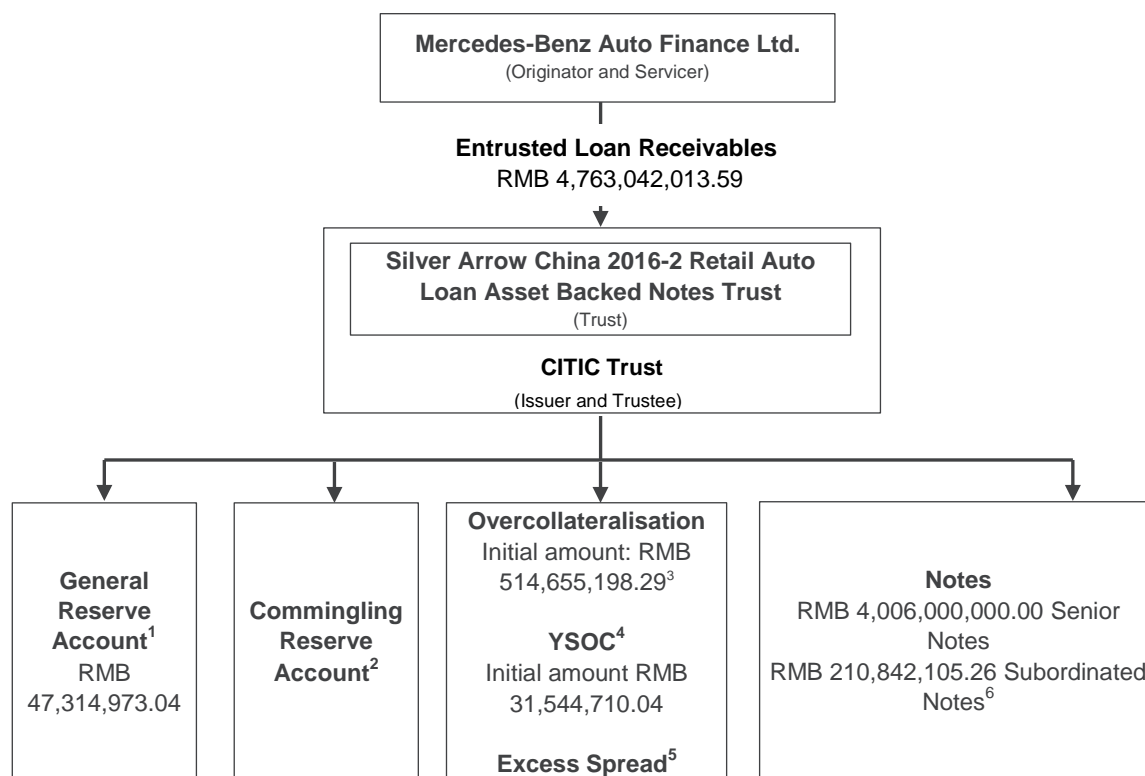 Mercedes-Benz Auto Finance Ltd.
(Originator and Servicer)
Entrusted Loan Receivables
RMB 4,763,042,013.59
Silver Arrow China 2016-2 Retail Auto
Loan Asset Backed Notes Trust
(Trust)
CITIC Trust
(Issuer and Trustee)
General
Reserve
Account¹
RMB
47,314,973.04
Commingling
Reserve
Account²
Overcollateralisation
Initial amount: RMB
514,655,198.29³
YSOC⁴
Initial amount RMB
31,544,710.04
Excess Spread⁵
Notes
RMB 4,006,000,000.00 Senior
Notes
RMB 210,842,105.26 Subordinated
Notes⁶